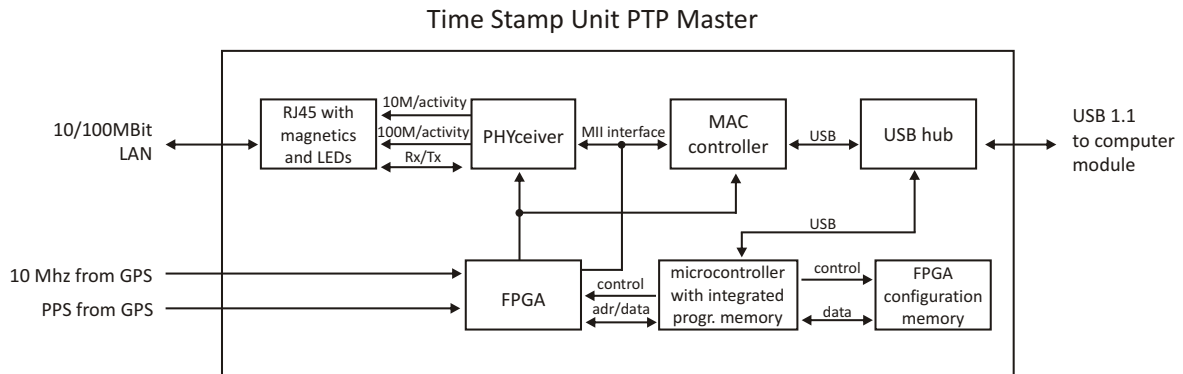 Time Stamp Unit PTP Master
10/100MBit
LAN
RJ45 with
magnetics
and LEDs
10M/activity
100M/activity
Rx/Tx
PHYceiver
MII interface
MAC
controller
USB
USB hub
USB 1.1
to computer
module
USB
10 Mhz from GPS
PPS from GPS
FPGA
control
adr/data
microcontroller
with integrated
progr. memory
control
data
FPGA
configuration
memory